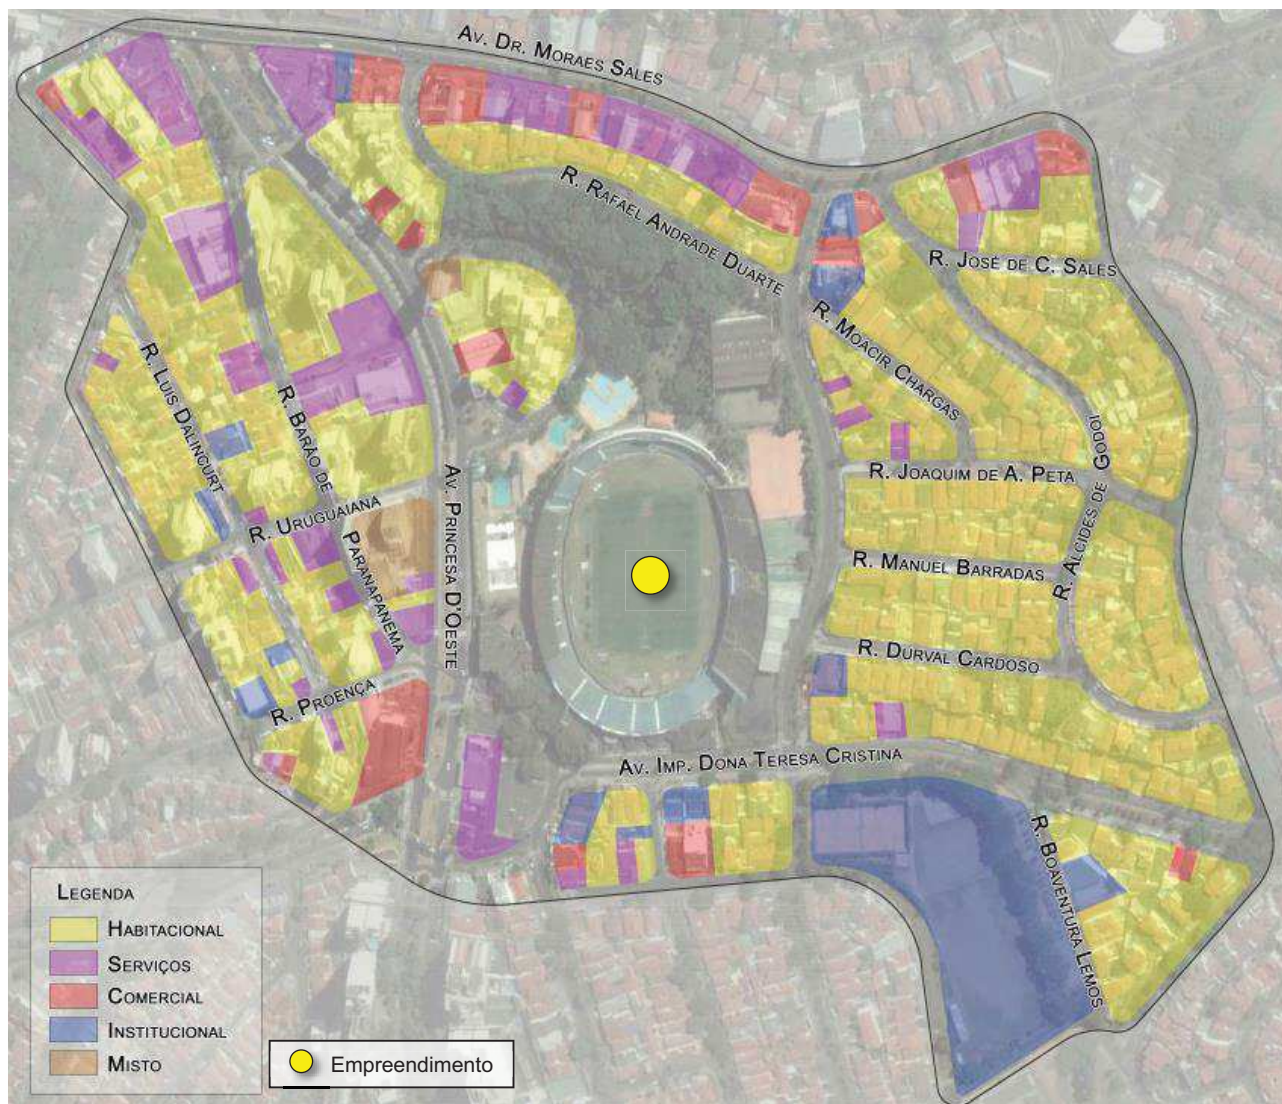 Av. Dr. Moraes Sales
R. Rafael Andrade Duarte
R. José de C. Sales
R. Moacir Chargas
R. Luis Dalincurt
R. Barão de
Paranapanema
R. Uruguaiana
Av. Princesa D'Oeste
R. Joaquim de A. Peta
R. Alcides de Godoi
R. Manuel Barradas
R. Durval Cardoso
R. Proença
Av. Imp. Dona Teresa Cristina
R. Boaventura Lemos
Legenda
Habitacional
Serviços
Comercial
Institucional
Misto
Empreendimento